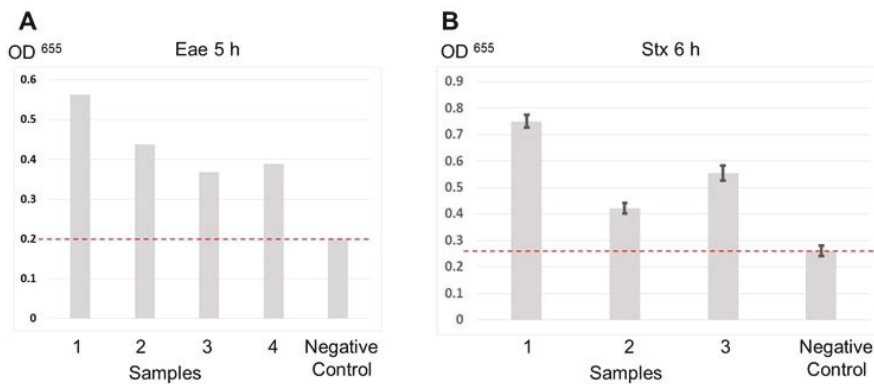 A
Eae 5 h
OD 655
0.6
0.5
0.4
0.3
0.2
0.1
0
1 2 3 4 Negative
Control
Samples
B
Stx 6 h
OD 655
0.9
0.8
0.7
0.6
0.5
0.4
0.3
0.2
0.1
0
1 2 3 Negative
Control
Samples